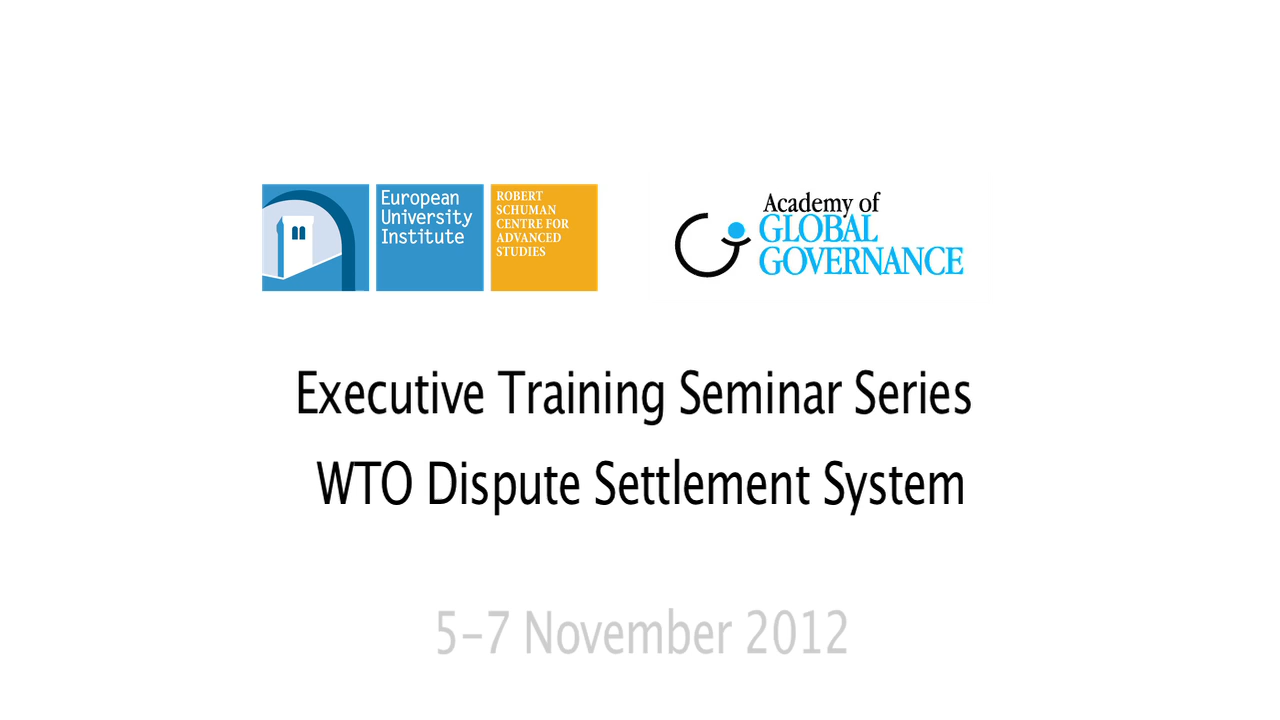 European
University
Institute
ROBERT
SCHUMAN
CENTRE FOR
ADVANCED
STUDIES
Academy of
GLOBAL
GOVERNANCE
Executive Training Seminar Series
WTO Dispute Settlement System
5–7 November 2012